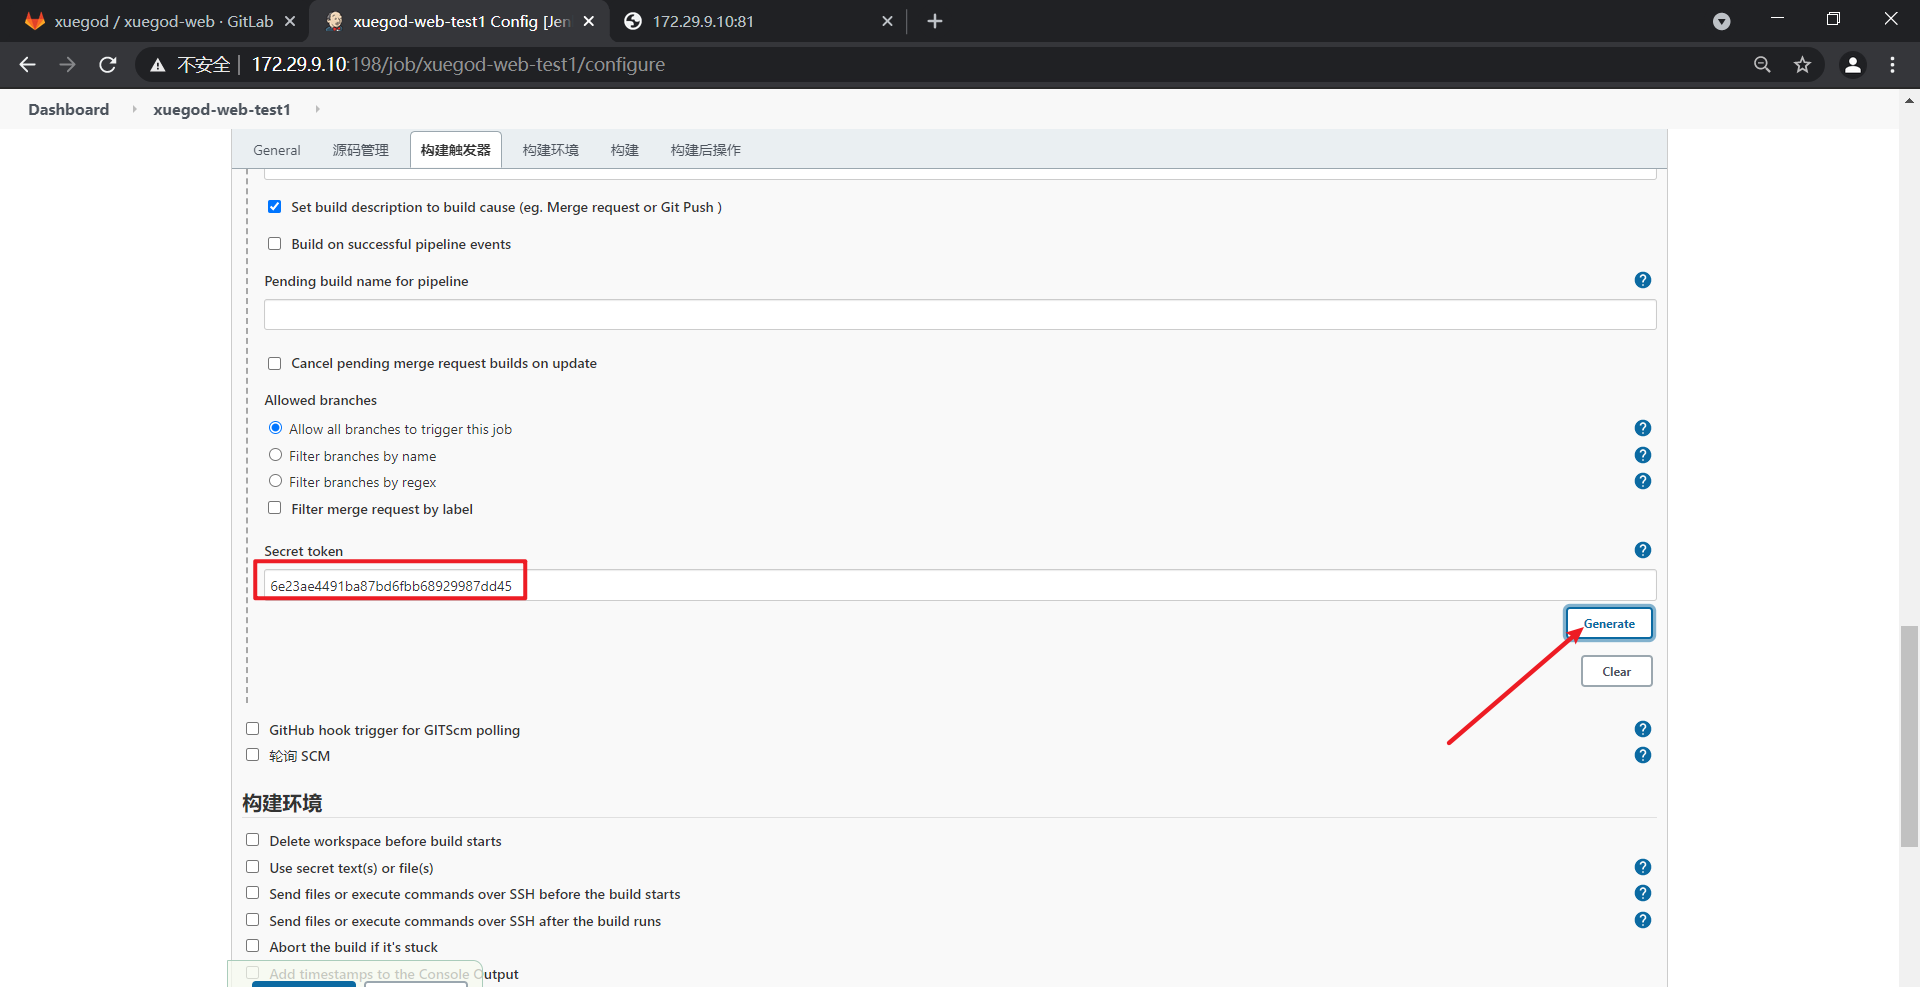 xuegod / xuegod-web · GitLab
xuegod-web-test1 Config [Jen
172.29.9.10:81
不安全 | 172.29.9.10:198/job/xuegod-web-test1/configure
Dashboard
xuegod-web-test1
General
源码管理
构建触发器
构建环境
构建
构建后操作
Set build description to build cause (eg. Merge request or Git Push )
Build on successful pipeline events
Pending build name for pipeline
Cancel pending merge request builds on update
Allowed branches
Allow all branches to trigger this job
Filter branches by name
Filter branches by regex
Filter merge request by label
Secret token
6e23ae4491ba87bd6fbb68929987dd45
Generate
Clear
GitHub hook trigger for GITScm polling
轮询 SCM
构建环境
Delete workspace before build starts
Use secret text(s) or file(s)
Send files or execute commands over SSH before the build starts
Send files or execute commands over SSH after the build runs
Abort the build if it's stuck
Add timestamps to the Console Output